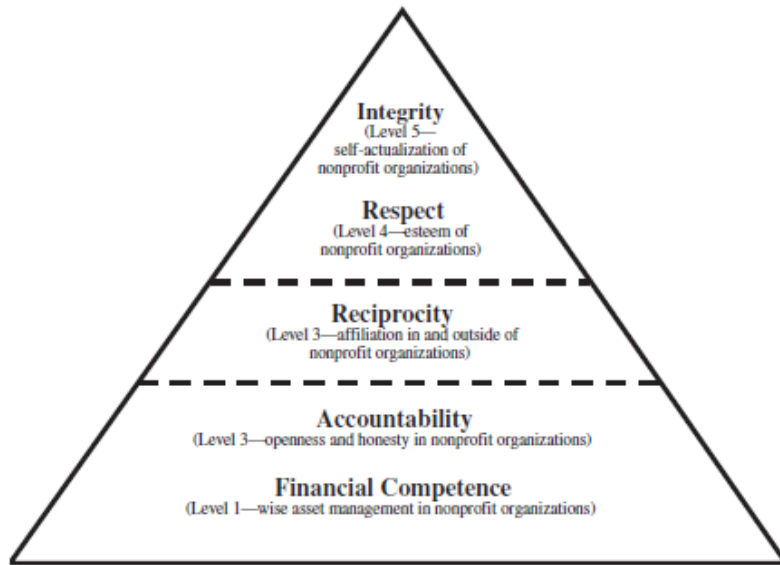 Integrity
(Level 5—
self-actualization of
nonprofit organizations)
Respect
(Level 4—esteem of
nonprofit organizations)
Reciprocity
(Level 3—affiliation in and outside of
nonprofit organizations)
Accountability
(Level 3—openness and honesty in nonprofit organizations)
Financial Competence
(Level 1—wise asset management in nonprofit organizations)